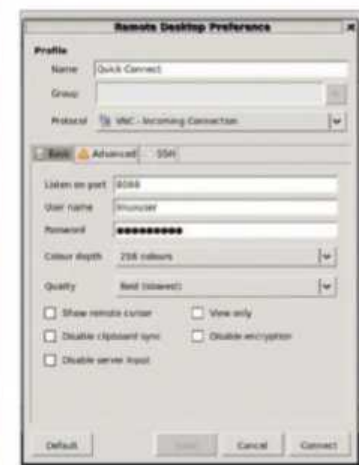 Remote Desktop Preference
Profile
Name Quick Connect
Group
Protocol VNC - Incoming Connection
Basic Advanced SSH
Listen on port
User name linuxuser
Password ●●●●●●●●●
Colour depth 256 colours
Quality Best (slowest)
Show remote cursor View only
Disable clipboard sync Disable encryption
Disable server input
Default Cancel Connect